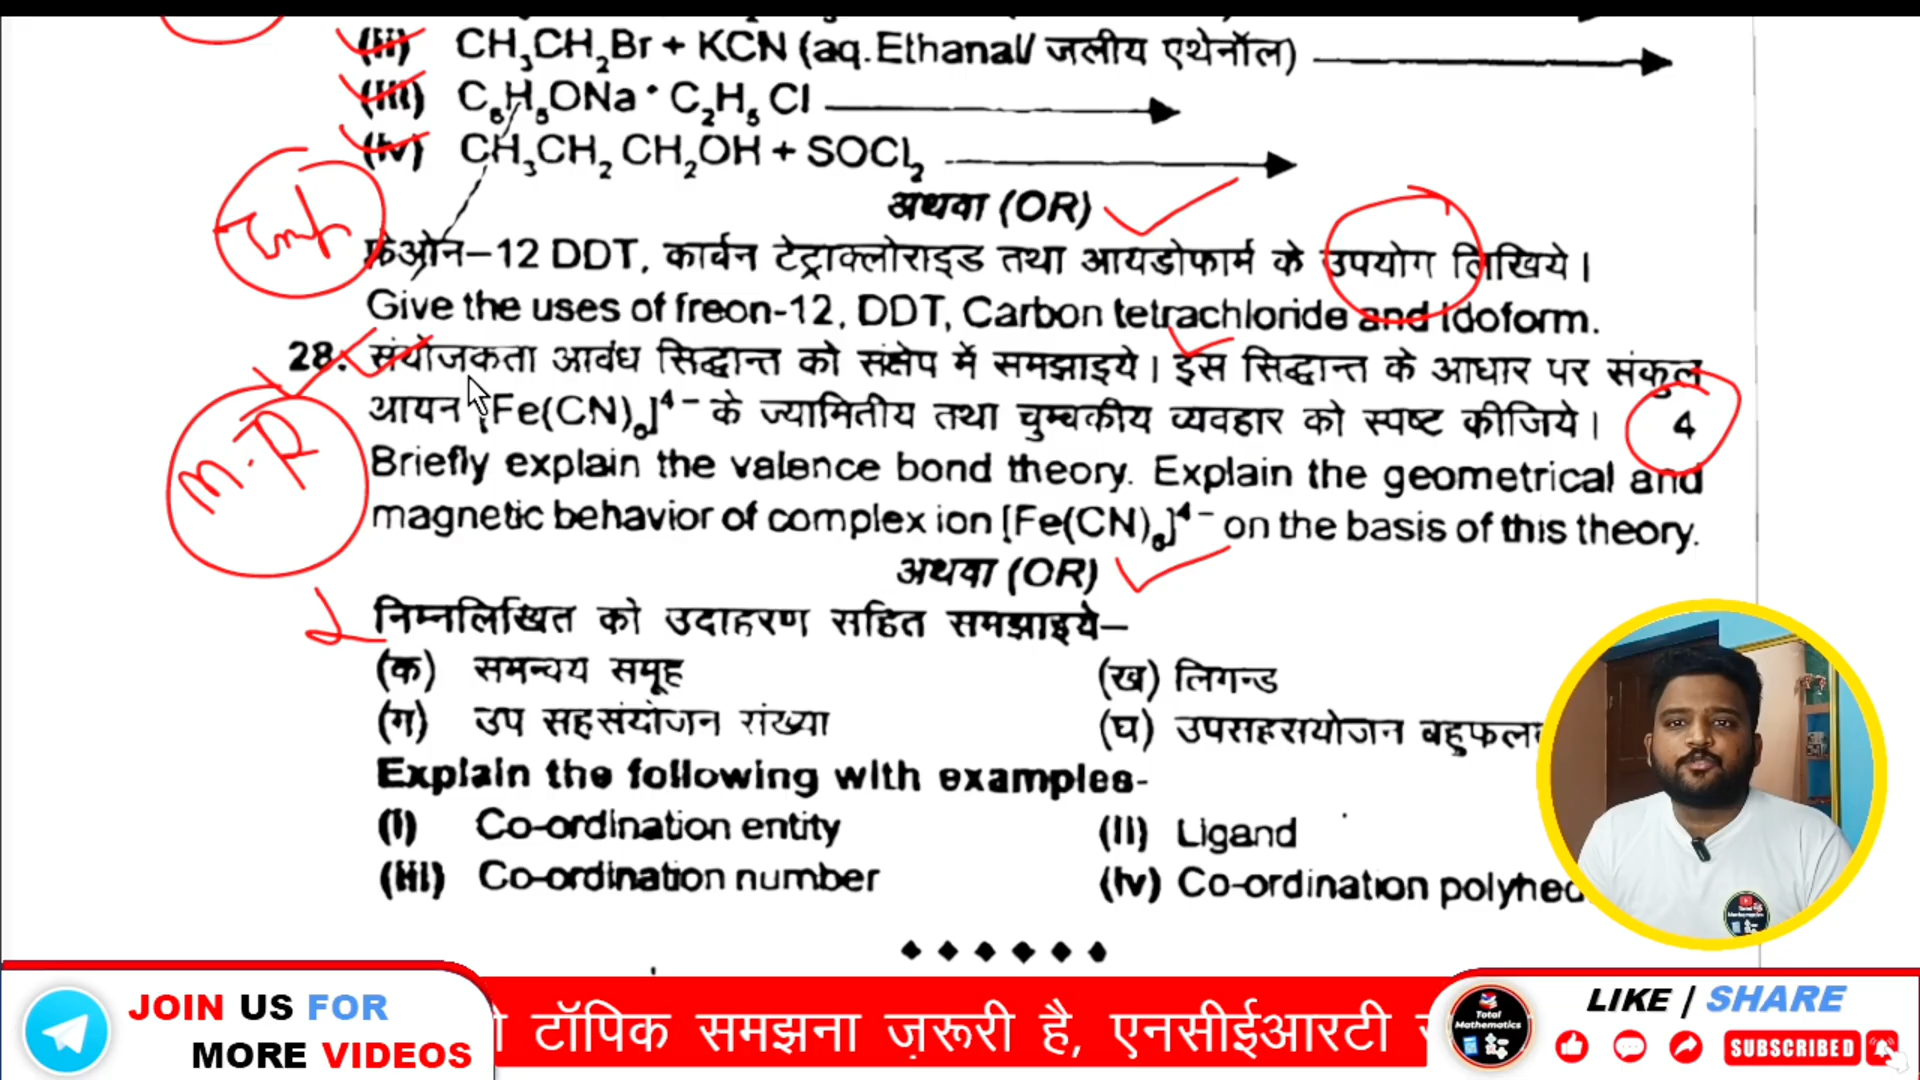 (ii) CH₃CH₂Br + KCN (aq. Ethanal/ जलीय एथेनॉल)
(iii) C₆H₅ONa · C₂H₅ Cl
(iv) CH₃CH₂ CH₂OH + SOCl₂
अथवा (OR)
Imp
फ्रेओन–12 DDT, कार्बन टेट्राक्लोराइड तथा आयडोफार्म के उपयोग लिखिये।
Give the uses of freon-12, DDT, Carbon tetrachloride and Idoform.
28. संयोजकता आवंध सिद्धान्त को संक्षेप में समझाइये। इस सिद्धान्त के आधार पर संकुल
आयन [Fe(CN)₆]⁴⁻ के ज्यामितीय तथा चुम्बकीय व्यवहार को स्पष्ट कीजिये। 4
M.P
Briefly explain the valence bond theory. Explain the geometrical and
magnetic behavior of complex ion [Fe(CN)₆]⁴⁻ on the basis of this theory.
अथवा (OR)
निम्नलिखित को उदाहरण सहित समझाइये–
(क) समन्वय समूह (ख) लिगन्ड
(ग) उप सहसंयोजन संख्या (घ) उपसहसंयोजन
Explain the following with examples-
(i) Co-ordination entity (ii) Ligand
(iii) Co-ordination number (iv) Co-ordination
JOIN US FOR
MORE VIDEOS
टॉपिक समझना ज़रूरी है, एनसीईआरटी
Total
Mathematics
LIKE / SHARE
SUBSCRIBED